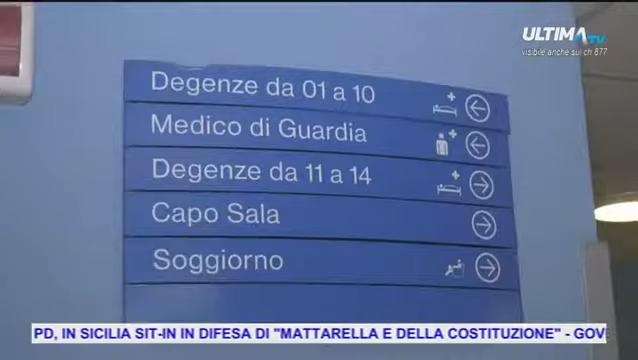 ULTIMA TV
visibile anche sul ch 877
Degenze da 01 a 10
Medico di Guardia
Degenze da 11 a 14
Capo Sala
Soggiorno
PD, IN SICILIA SIT-IN IN DIFESA DI "MATTARELLA E DELLA COSTITUZIONE" - GOV